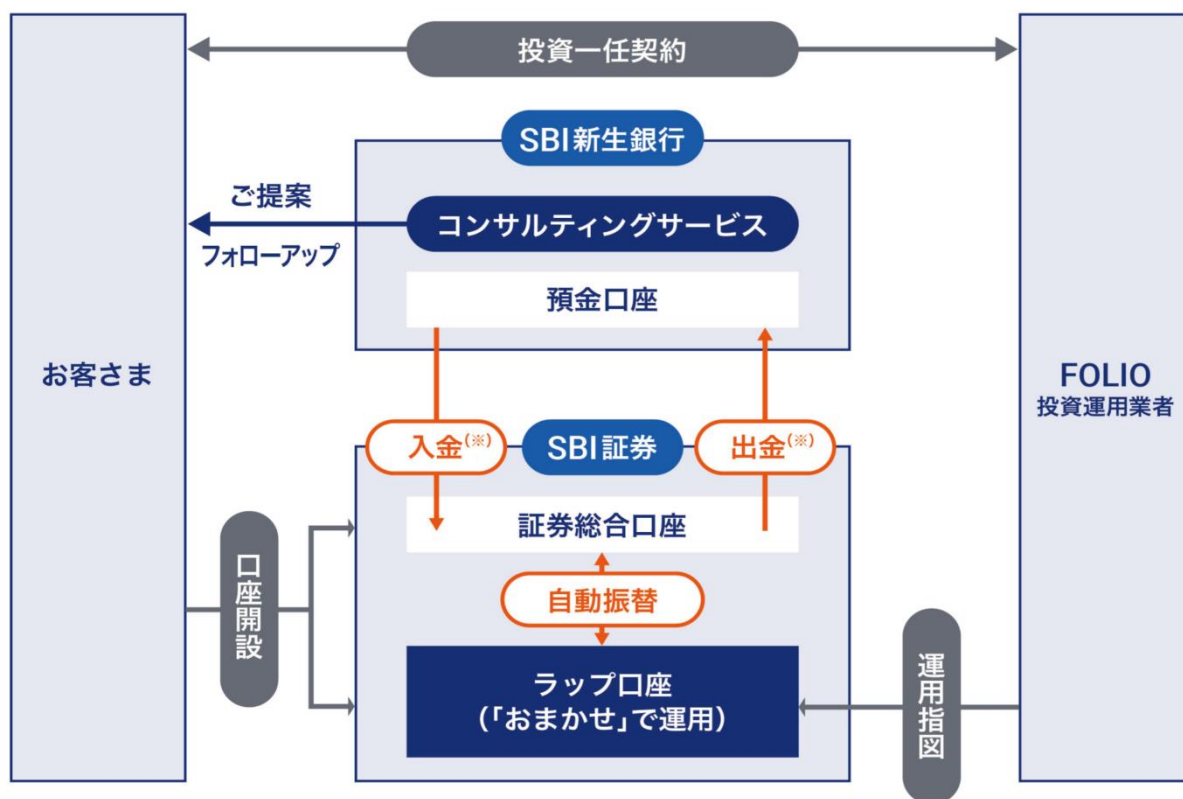 投資一任契約
SBI新生銀行
ご提案
フォローアップ
コンサルティングサービス
預金口座
お客さま
FOLIO
投資運用業者
入金(※)
SBI証券
出金(※)
証券総合口座
口座開設
自動振替
ラップ口座
(「おまかせ」で運用)
運用指図